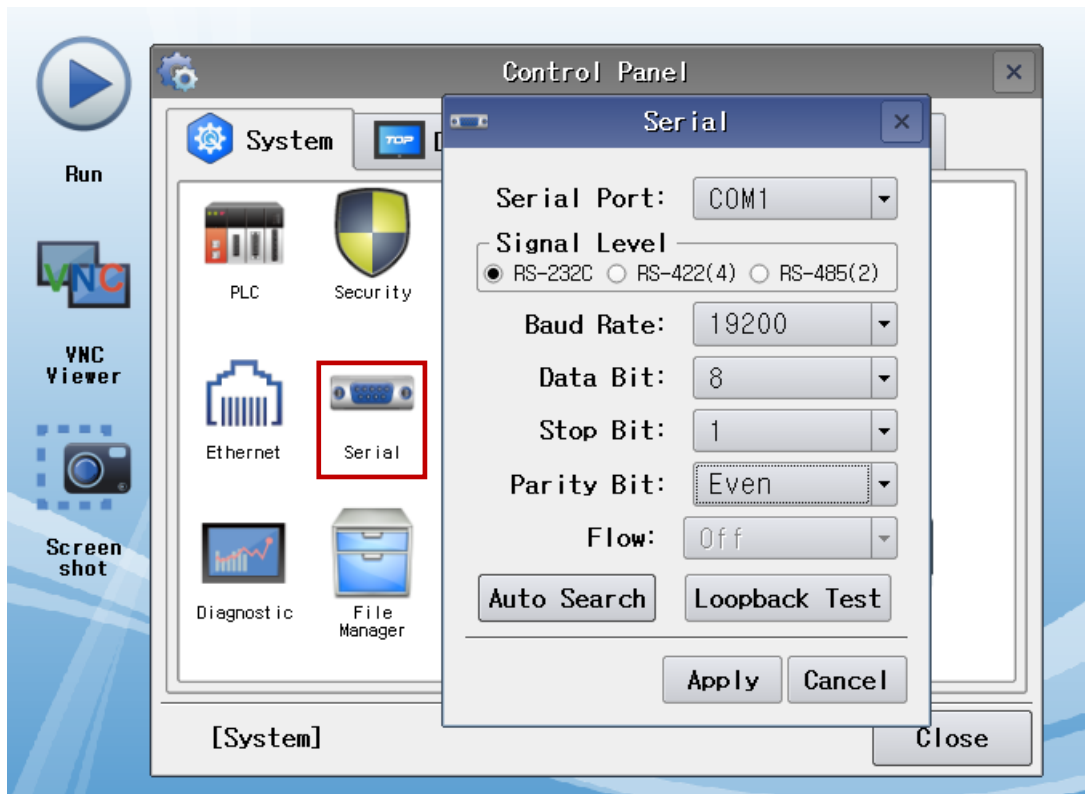 Control Panel
Serial
System
TOP
Run
Serial Port: COM1
Signal Level
RS-232C RS-422(4) RS-485(2)
PLC
Security
VNC
Baud Rate: 19200
VNC
Viewer
Data Bit: 8
Stop Bit: 1
Ethernet
Serial
Parity Bit: Even
Flow: Off
Screen
shot
Auto Search
Loopback Test
Diagnostic
File
Manager
Apply
Cancel
[System]
Close